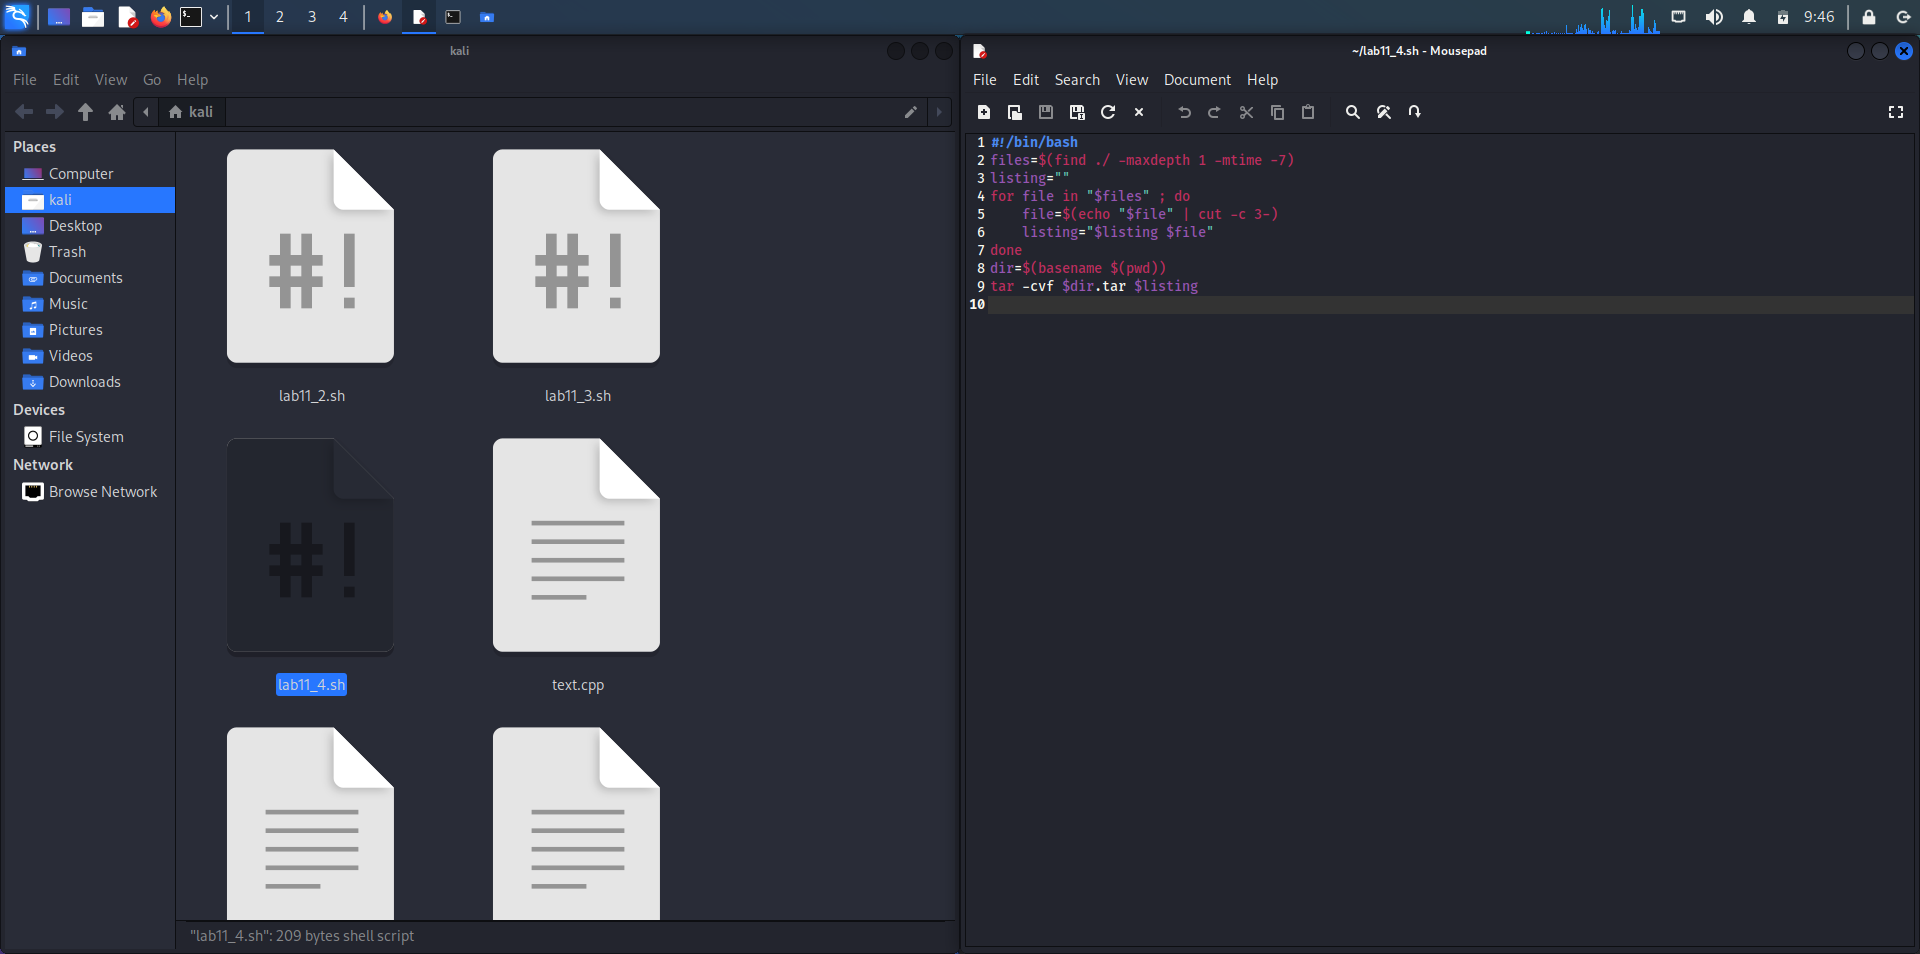 1 2 3 4 9:46
kali
File Edit View Go Help
kali
Places
Computer
kali
Desktop
Trash
Documents
Music
Pictures
Videos
Downloads
Devices
File System
Network
Browse Network
#!
lab11_2.sh
#!
lab11_3.sh
#!
lab11_4.sh
text.cpp
"lab11_4.sh": 209 bytes shell script
~/lab11_4.sh - Mousepad
File Edit Search View Document Help
1 #!/bin/bash
2 files=$(find ./ -maxdepth 1 -mtime -7)
3 listing=""
4 for file in "$files" ; do
5     file=$(echo "$file" | cut -c 3-)
6     listing="$listing $file"
7 done
8 dir=$(basename $(pwd))
9 tar -cvf $dir.tar $listing
10